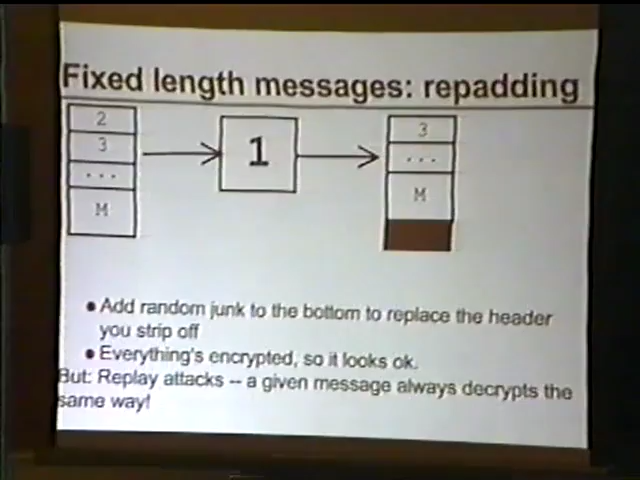 Fixed length messages: repadding
2
3
...
M
1
3
...
M
● Add random junk to the bottom to replace the header
you strip off
● Everything's encrypted, so it looks ok.
But: Replay attacks -- a given message always decrypts the
same way!